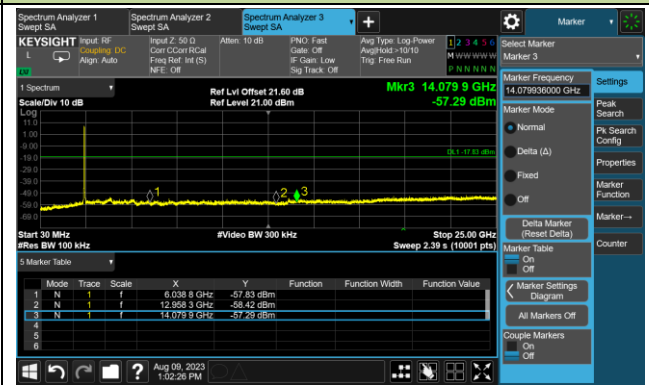 Spectrum Analyzer 1
Swept SA
Spectrum Analyzer 2
Swept SA
Spectrum Analyzer 3
Swept SA
Marker
KEYSIGHT
L
Input: RF
Coupling: DC
Align: Auto
Input Z: 50 Ω
Corr CCorr RCal
Freq Ref: Int (S)
NFE: Off
Atten: 10 dB
PNO: Fast
Gate: Off
IF Gain: Low
Sig Track: Off
Avg Type: Log-Power
Avg|Hold:>10/10
Trig: Free Run
1 2 3 4 5 6
M W W W W W
P N N N N N
Select Marker
Marker 3
1 Spectrum
Scale/Div 10 dB
Log
Ref Lvl Offset 21.60 dB
Ref Level 21.00 dBm
Mkr3 14.079 9 GHz
-57.29 dBm
11.0
1.00
-9.00
-19.0
-29.0
-39.0
-49.0
-59.0
-69.0
DL1 -17.83 dBm
1
2
3
Start 30 MHz
#Res BW 100 kHz
#Video BW 300 kHz
Stop 25.00 GHz
Sweep 2.39 s (10001 pts)
5 Marker Table
Mode Trace Scale X Y Function Function Width Function Value
1 N 1 f 6.038 8 GHz -57.83 dBm
2 N 1 f 12.958 3 GHz -58.42 dBm
3 N 1 f 14.079 9 GHz -57.29 dBm
4
5
6
Marker Frequency
14.079936000 GHz
Marker Mode
Normal
Delta (Δ)
Fixed
Off
Delta Marker
(Reset Delta)
Marker Table
On
Off
Marker Settings
Diagram
All Markers Off
Couple Markers
On
Off
Settings
Peak
Search
Pk Search
Config
Properties
Marker
Function
Marker→
Counter
Aug 09, 2023
1:02:26 PM